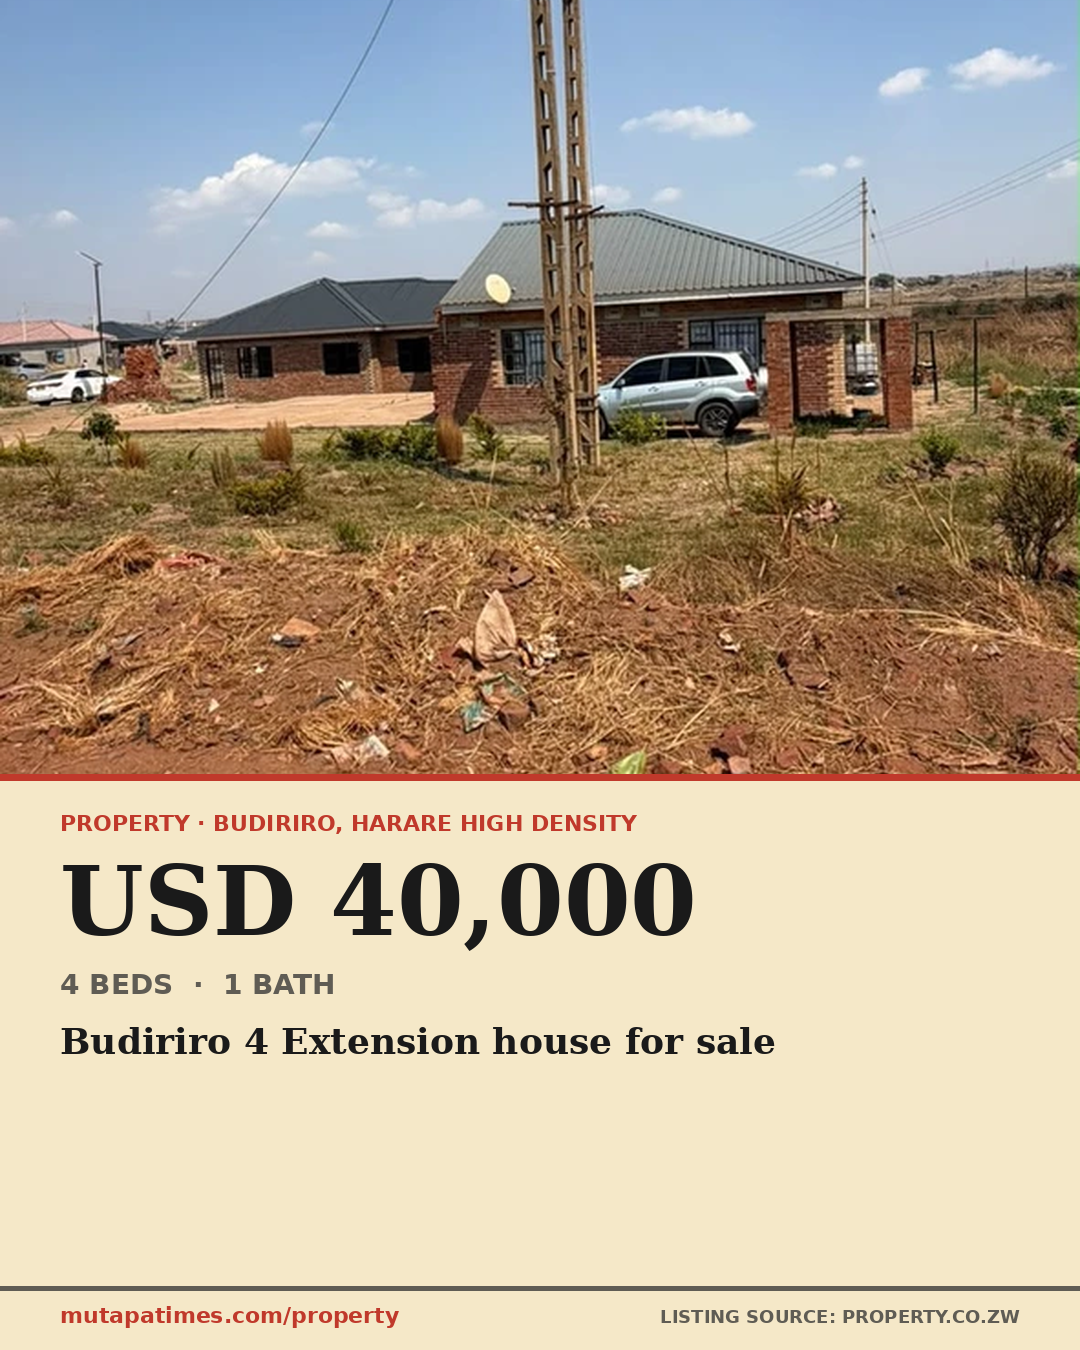 PROPERTY · BUDIRIRO, HARARE HIGH DENSITY
USD 40,000
4 BEDS · 1 BATH
Budiriro 4 Extension house for sale
mutapatimes.com/property
LISTING SOURCE: PROPERTY.CO.ZW